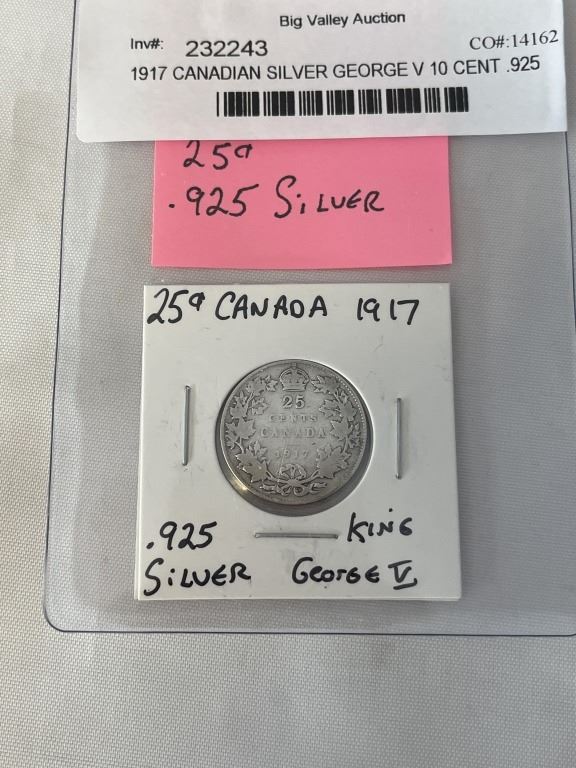 Big Valley Auction
Inv#: 232243 CO#:14162
1917 CANADIAN SILVER GEORGE V 10 CENT .925
25¢
.925 SILVER
25¢ CANADA 1917
25
CENTS
CANADA
1917
.925 KING
SILVER GEORGE V